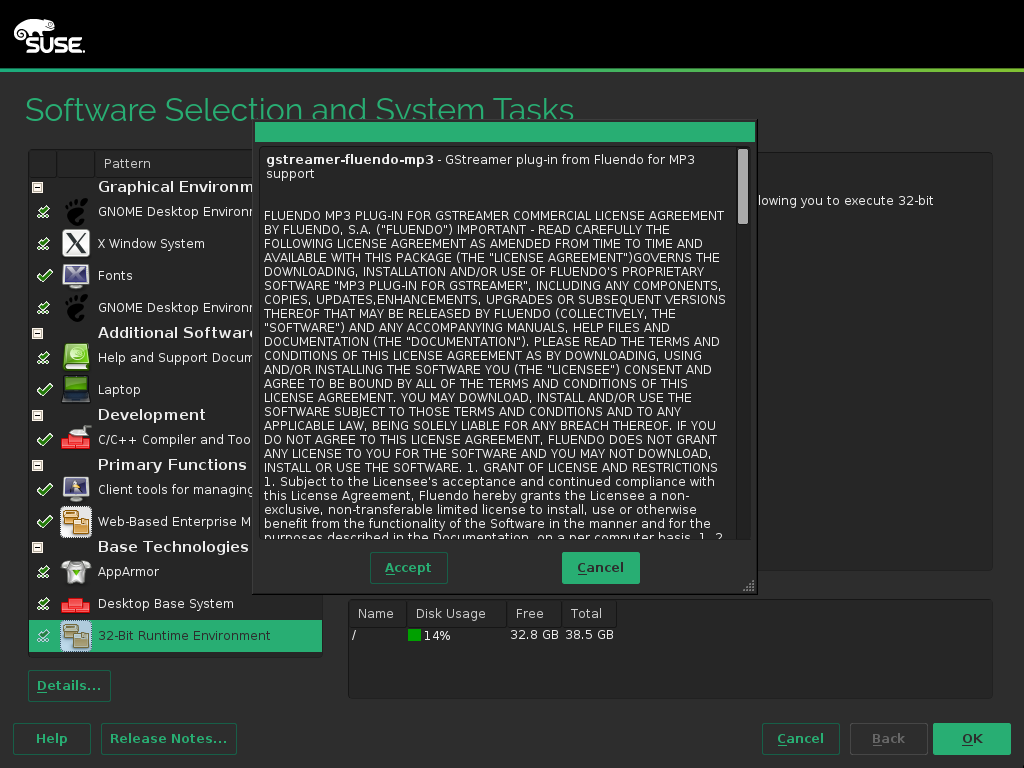 SUSE.
Software Selection and System Tasks
Pattern
Graphical Environm
GNOME Desktop Environ
X Window System
Fonts
GNOME Desktop Environ
Additional Software
Help and Support Docum
Laptop
Development
C/C++ Compiler and Too
Primary Functions
Client tools for managing
Web-Based Enterprise M
Base Technologies
AppArmor
Desktop Base System
32-Bit Runtime Environment
Details...
gstreamer-fluendo-mp3 - GStreamer plug-in from Fluendo for MP3
support
FLUENDO MP3 PLUG-IN FOR GSTREAMER COMMERCIAL LICENSE AGREEMENT
BY FLUENDO, S.A. ("FLUENDO") IMPORTANT - READ CAREFULLY THE
FOLLOWING LICENSE AGREEMENT AS AMENDED FROM TIME TO TIME AND
AVAILABLE WITH THIS PACKAGE (THE "LICENSE AGREEMENT")GOVERNS THE
DOWNLOADING, INSTALLATION AND/OR USE OF FLUENDO'S PROPRIETARY
SOFTWARE "MP3 PLUG-IN FOR GSTREAMER", INCLUDING ANY COMPONENTS,
COPIES, UPDATES,ENHANCEMENTS, UPGRADES OR SUBSEQUENT VERSIONS
THEREOF THAT MAY BE RELEASED BY FLUENDO (COLLECTIVELY, THE
"SOFTWARE") AND ANY ACCOMPANYING MANUALS, HELP FILES AND
DOCUMENTATION (THE "DOCUMENTATION"). PLEASE READ THE TERMS AND
CONDITIONS OF THIS LICENSE AGREEMENT AS BY DOWNLOADING, USING
AND/OR INSTALLING THE SOFTWARE YOU (THE "LICENSEE") CONSENT AND
AGREE TO BE BOUND BY ALL OF THE TERMS AND CONDITIONS OF THIS
LICENSE AGREEMENT. YOU MAY DOWNLOAD, INSTALL AND/OR USE THE
SOFTWARE SUBJECT TO THOSE TERMS AND CONDITIONS AND TO ANY
APPLICABLE LAW, BEING SOLELY LIABLE FOR ANY BREACH THEREOF. IF YOU
DO NOT AGREE TO THIS LICENSE AGREEMENT, FLUENDO DOES NOT GRANT
ANY LICENSE TO YOU FOR THE SOFTWARE AND YOU MAY NOT DOWNLOAD,
INSTALL OR USE THE SOFTWARE. 1. GRANT OF LICENSE AND RESTRICTIONS
1. Subject to the Licensee's acceptance and continued compliance with
this License Agreement, Fluendo hereby grants the Licensee a non-
exclusive, non-transferable limited license to install, use or otherwise
benefit from the functionality of the Software in the manner and for the
purposes described in the Documentation, on a per computer basis. 1. 2.
Accept
Cancel
lowing you to execute 32-bit
Name Disk Usage Free Total
/ 14% 32.8 GB 38.5 GB
Help
Release Notes...
Cancel
Back
OK